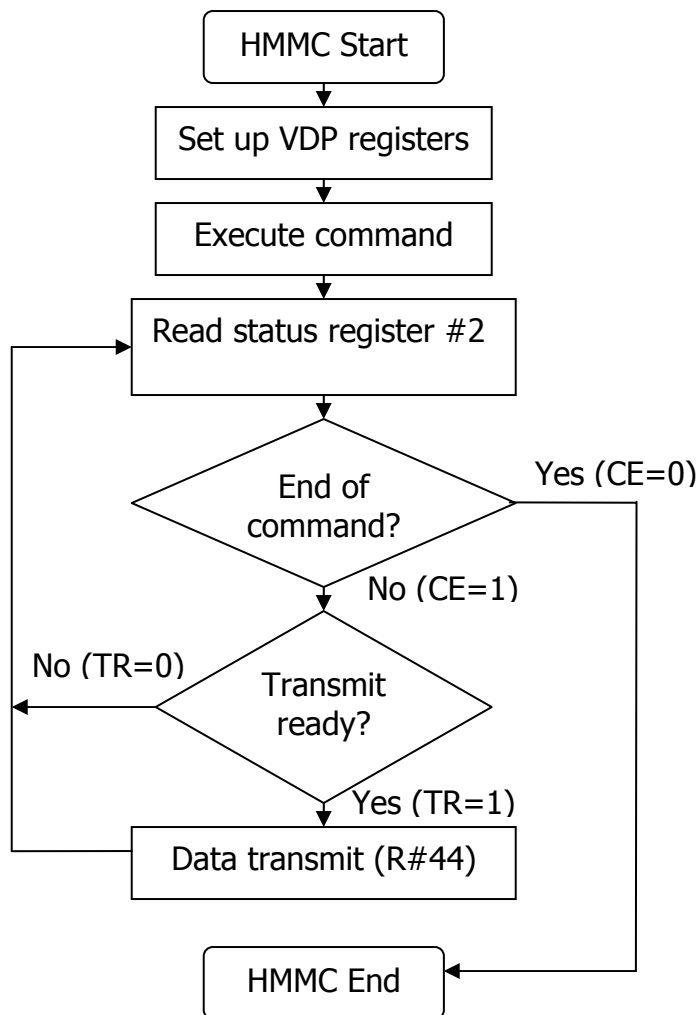 HMMC Start
Set up VDP registers
Execute command
Read status register #2
End of
command?
Yes (CE=0)
No (CE=1)
No (TR=0)
Transmit
ready?
Yes (TR=1)
Data transmit (R#44)
HMMC End